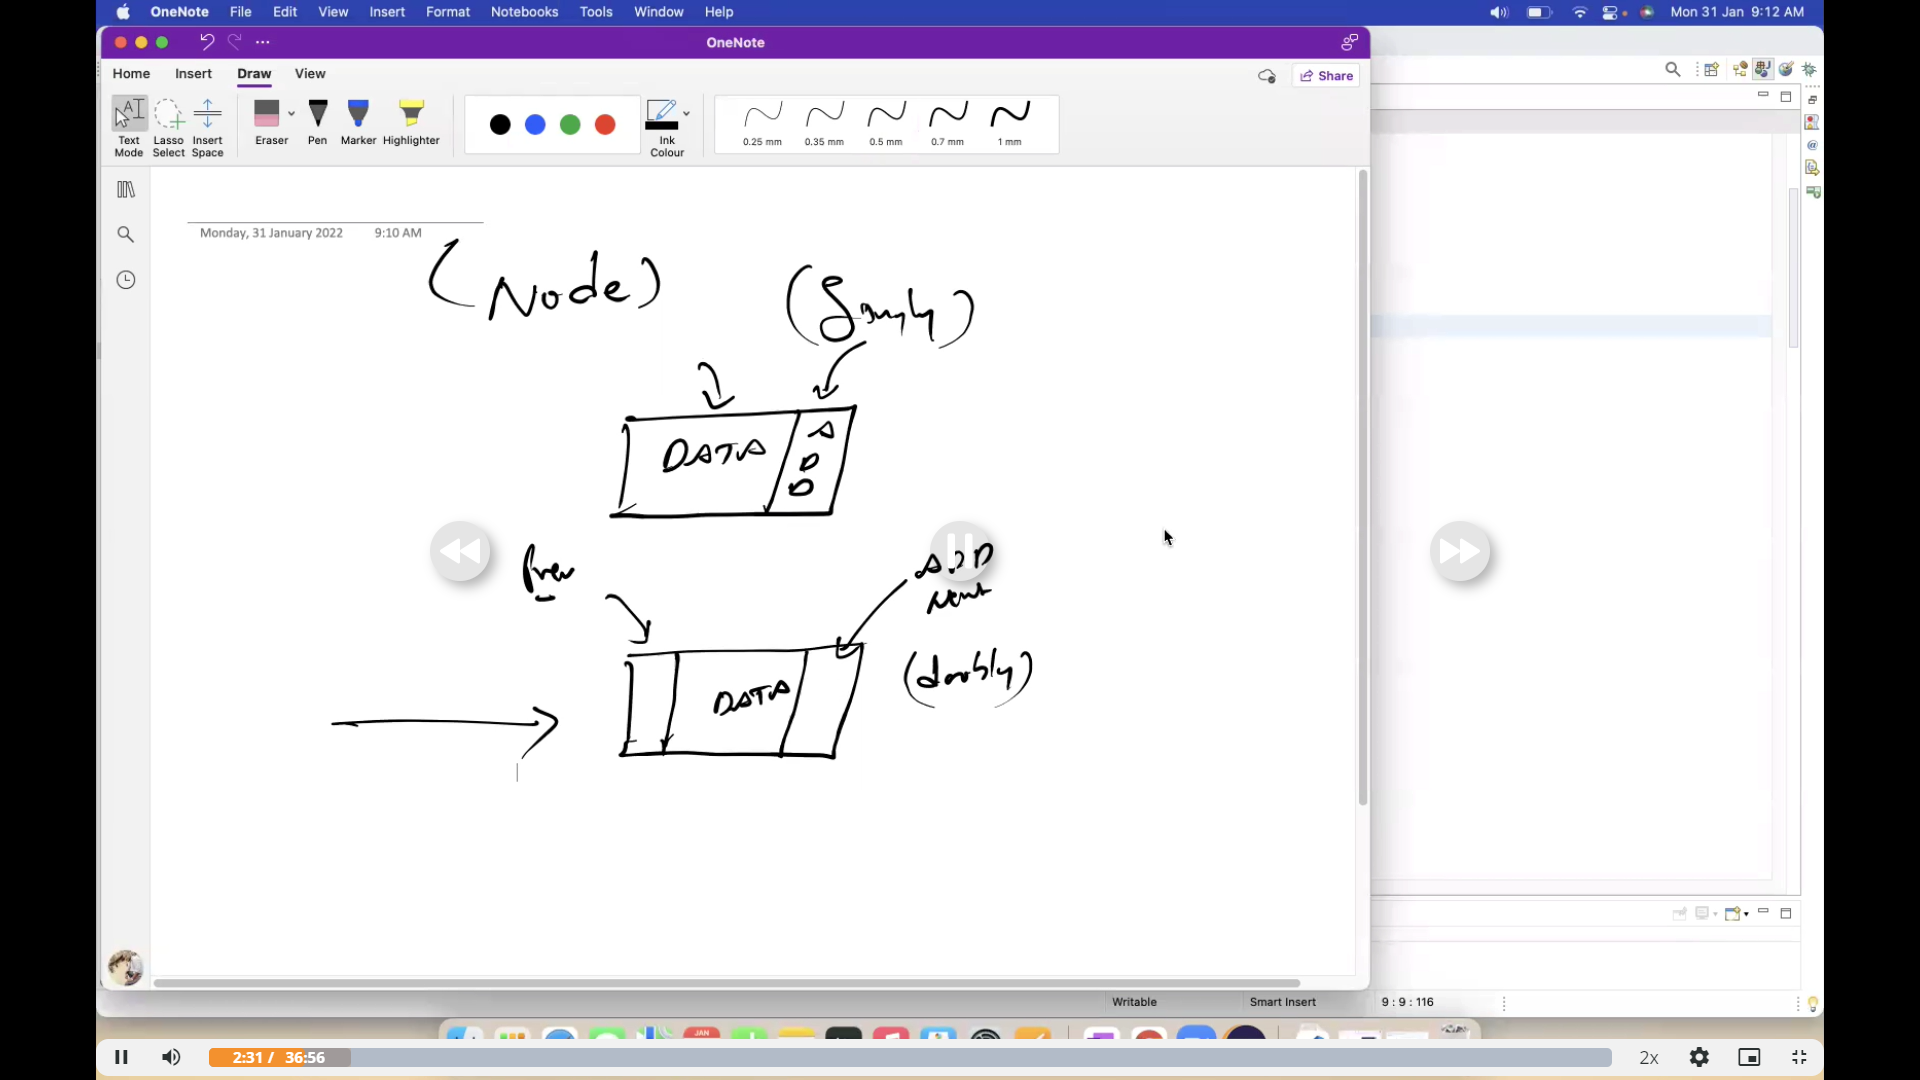 OneNote File Edit View Insert Format Notebooks Tools Window Help Mon 31 Jan 9:12 AM
OneNote
Home Insert Draw View Share
Text Mode
Lasso Select
Insert Space
Eraser
Pen
Marker
Highlighter
Ink Colour
0.25 mm 0.35 mm 0.5 mm 0.7 mm 1 mm
Monday, 31 January 2022 9:10 AM
(Node)
(Singly)
DATA ADD
Prev
ADD
Next
DATA
(doubly)
Writable Smart Insert 9 : 9 : 116
JAN
2:31 / 36:56 2x